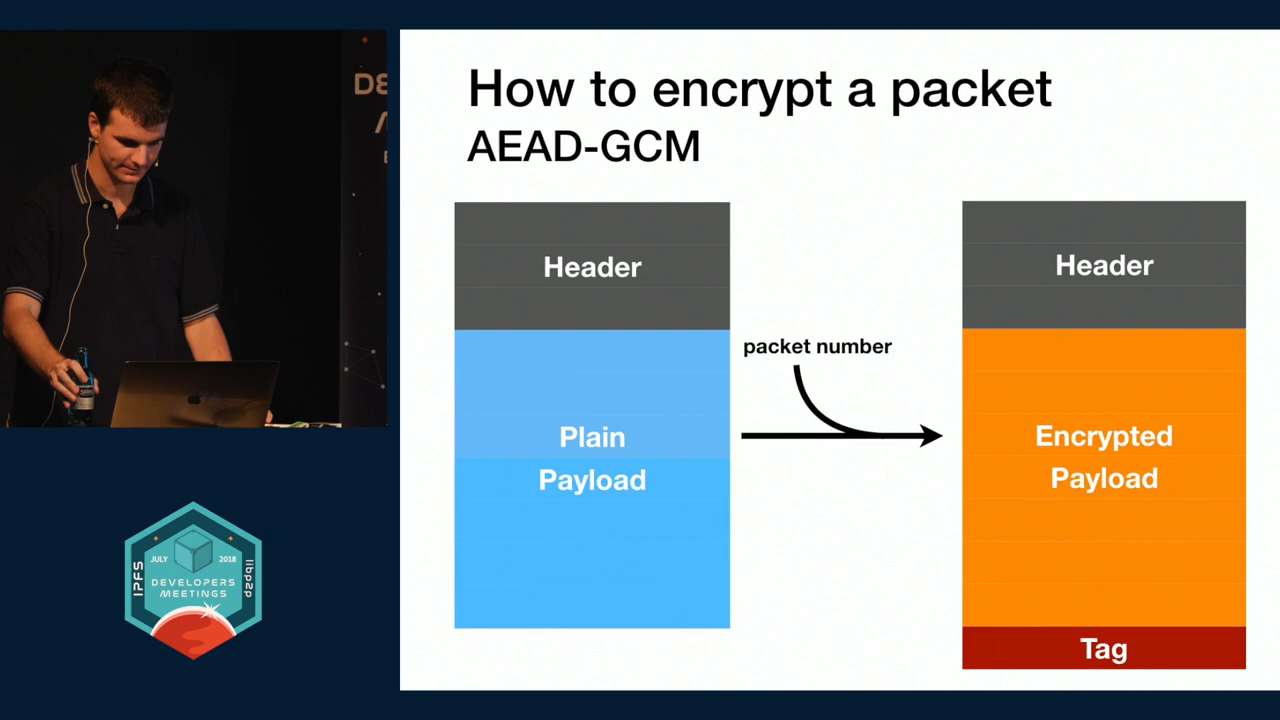 How to encrypt a packet
AEAD-GCM
Header
Plain
Payload
packet number
Header
Encrypted
Payload
Tag
JULY
2018
IPFS
libp2p
DEVELOPERS
MEETINGS